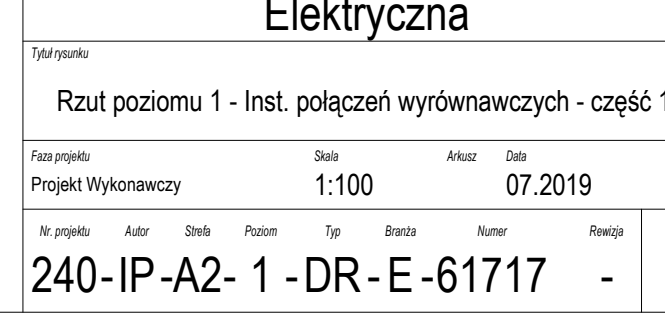 Elektryczna
Tytuł rysunku
Rzut poziomu 1 - Inst. połączeń wyrównawczych - część 1
Faza projektu Skala Arkusz Data
Projekt Wykonawczy 1:100 07.2019
Nr. projektu Autor Strefa Poziom Typ Branża Numer Rewizja
240-IP-A2- 1 -DR-E-61717 -